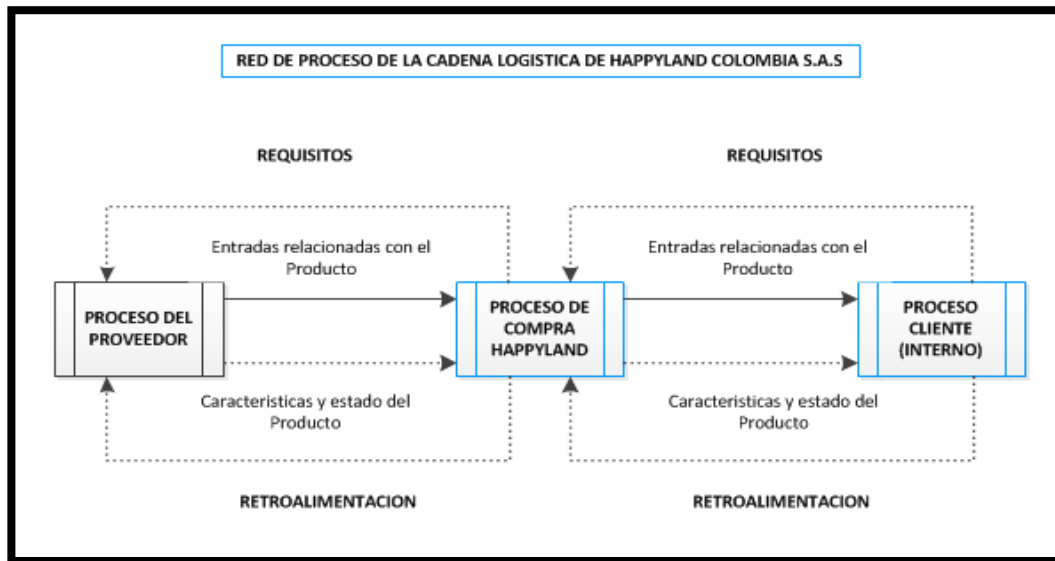 RED DE PROCESO DE LA CADENA LOGISTICA DE HAPPYLAND COLOMBIA S.A.S
REQUISITOS
REQUISITOS
Entradas relacionadas con el
Producto
Entradas relacionadas con el
Producto
PROCESO DEL
PROVEEDOR
PROCESO DE
COMPRA
HAPPYLAND
PROCESO
CLIENTE
(INTERNO)
Caracteristicas y estado del
Producto
Caracteristicas y estado del
Producto
RETROALIMENTACION
RETROALIMENTACION